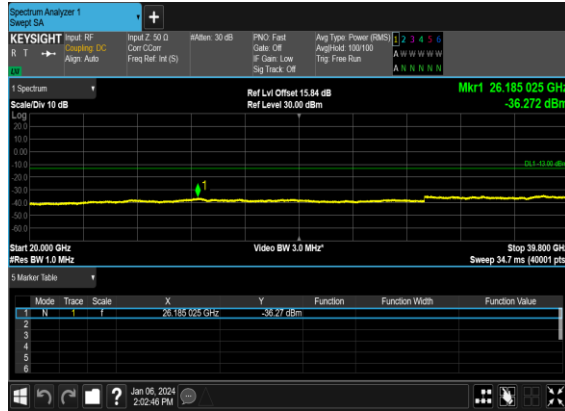 Spectrum Analyzer 1
Swept SA
+
KEYSIGHT Input: RF Input Z: 50 Ω #Atten: 30 dB PNO: Fast Avg Type: Power (RMS) 1 2 3 4 5 6
R T Coupling: DC Corr CCorr Gate: Off Avg|Hold: 100/100 A W W W W W
Align: Auto Freq Ref: Int (S) IF Gain: Low Trig: Free Run
Sig Track: Off A N N N N N
1 Spectrum Ref Lvl Offset 15.84 dB Mkr1 26.185 025 GHz
Scale/Div 10 dB Ref Level 30.00 dBm -36.272 dBm
Log
20.0
10.0
0.00
-10.0
DL1 -13.00 dBm
-20.0
-30.0
1
-40.0
-50.0
-60.0
Start 20.000 GHz Video BW 3.0 MHz* Stop 39.800 GHz
#Res BW 1.0 MHz Sweep 34.7 ms (40001 pts)
5 Marker Table
Mode Trace Scale X Y Function Function Width Function Value
1 N 1 f 26.185 025 GHz -36.27 dBm
2
3
4
5
6
? Jan 06, 2024
2:02:46 PM